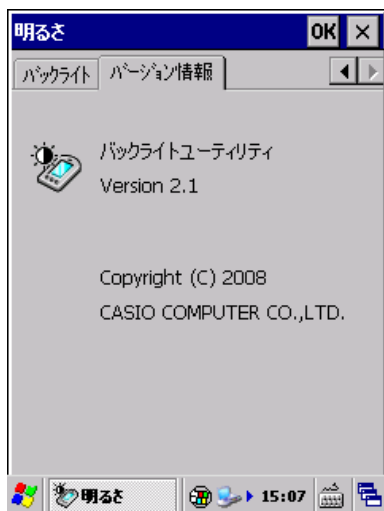 明るさ OK ×
バックライト バージョン情報
バックライトユーティリティ
Version 2.1
Copyright (C) 2008
CASIO COMPUTER CO.,LTD.
明るさ 15:07